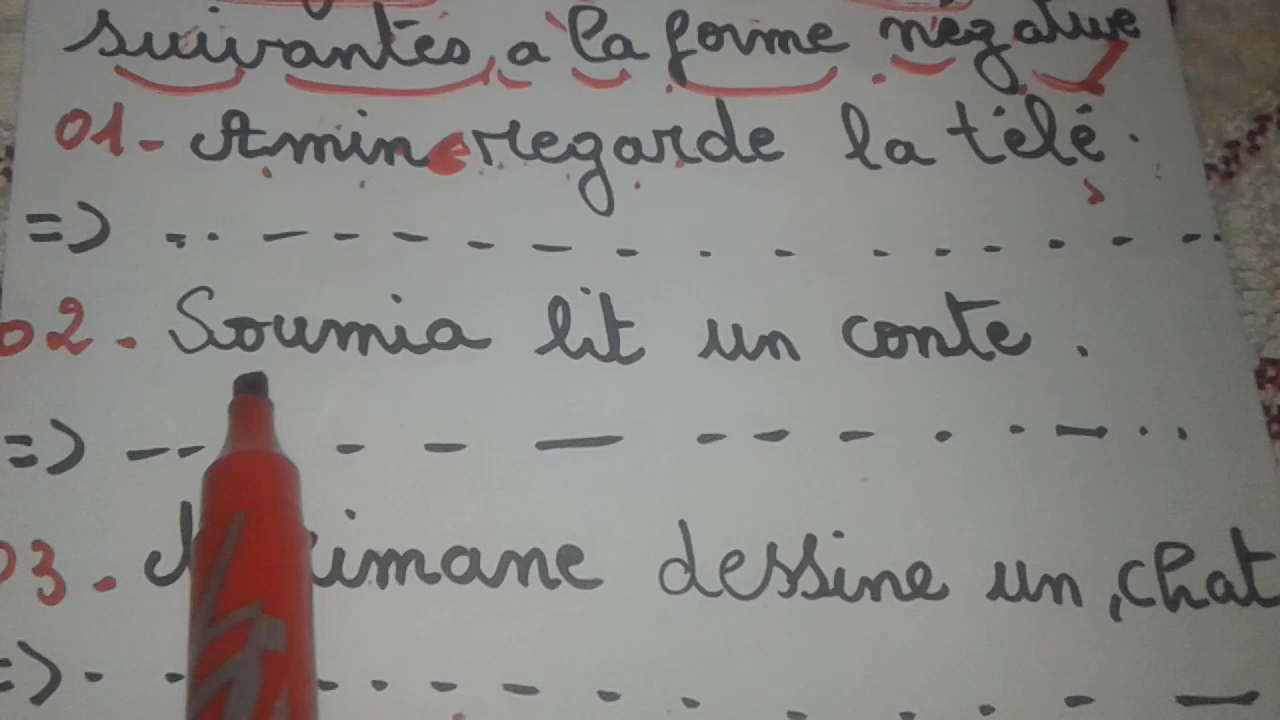 suivantes, à la forme négative
01- Amine regarde la télé.
=>
02. Soumia lit un conte.
=>
03. dessine un chat
=>